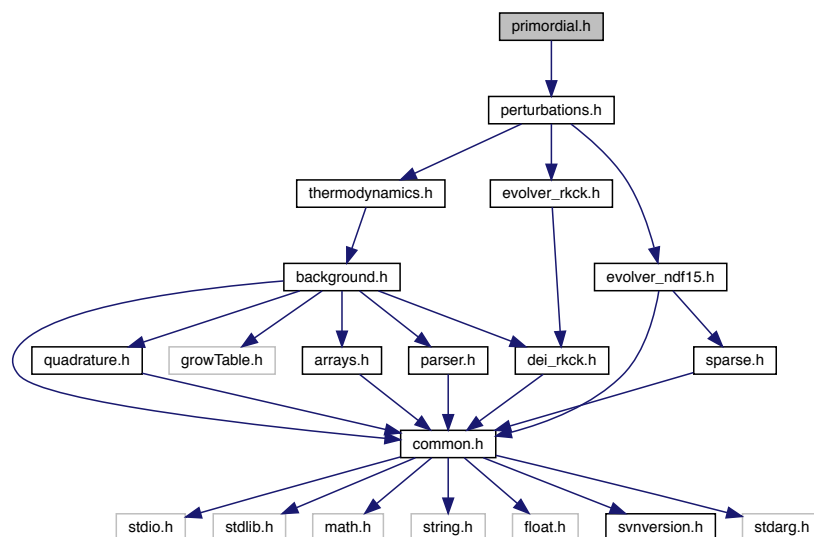 primordial.h
perturbations.h
thermodynamics.h
evolver_rkck.h
background.h
evolver_ndf15.h
quadrature.h
growTable.h
arrays.h
parser.h
dei_rkck.h
sparse.h
common.h
stdio.h
stdlib.h
math.h
string.h
float.h
svnversion.h
stdarg.h